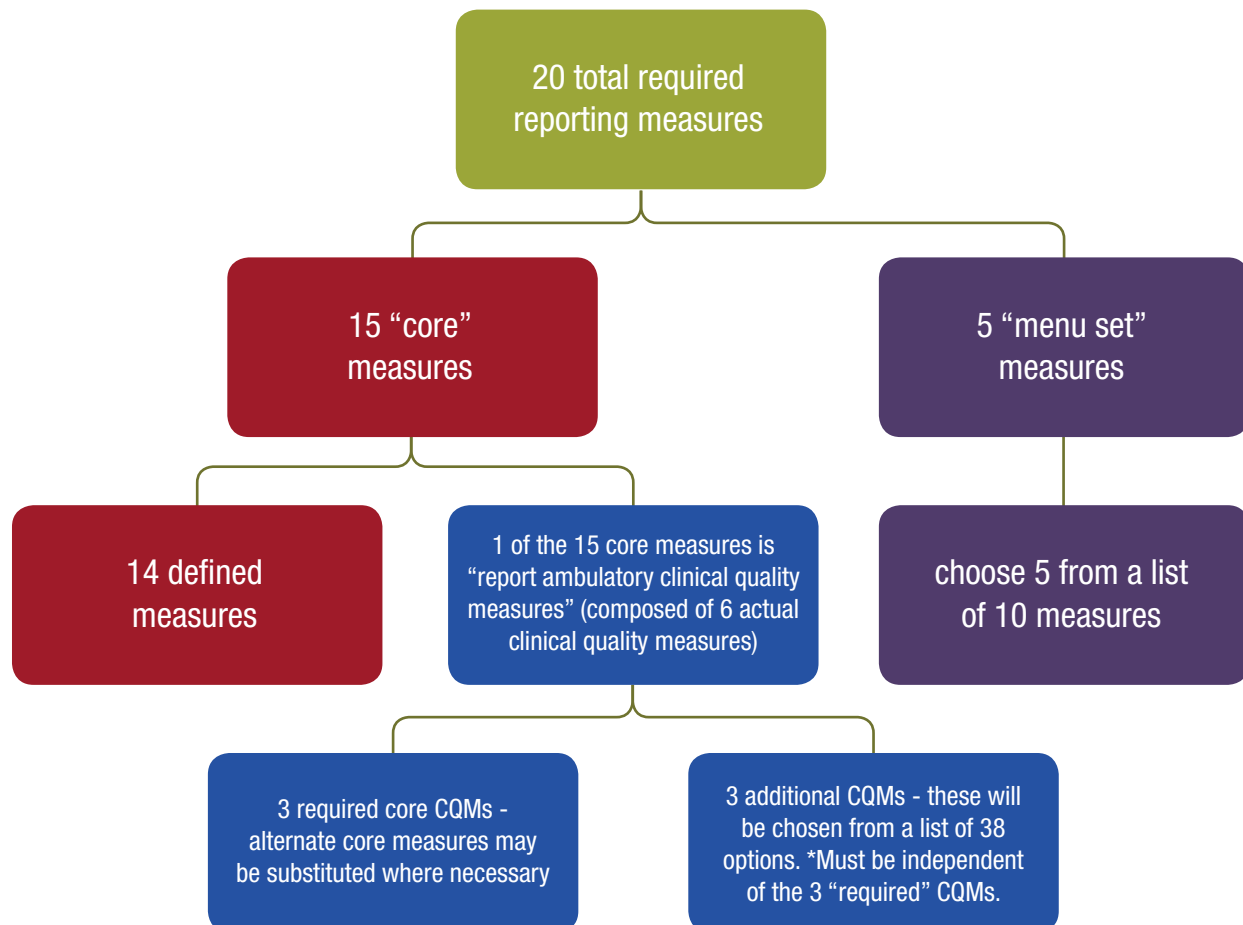 20 total required
reporting measures
15 “core”
measures
5 “menu set”
measures
14 defined
measures
1 of the 15 core measures is
“report ambulatory clinical quality
measures” (composed of 6 actual
clinical quality measures)
choose 5 from a list
of 10 measures
3 required core CQMs -
alternate core measures may
be substituted where necessary
3 additional CQMs - these will
be chosen from a list of 38
options. *Must be independent
of the 3 “required” CQMs.